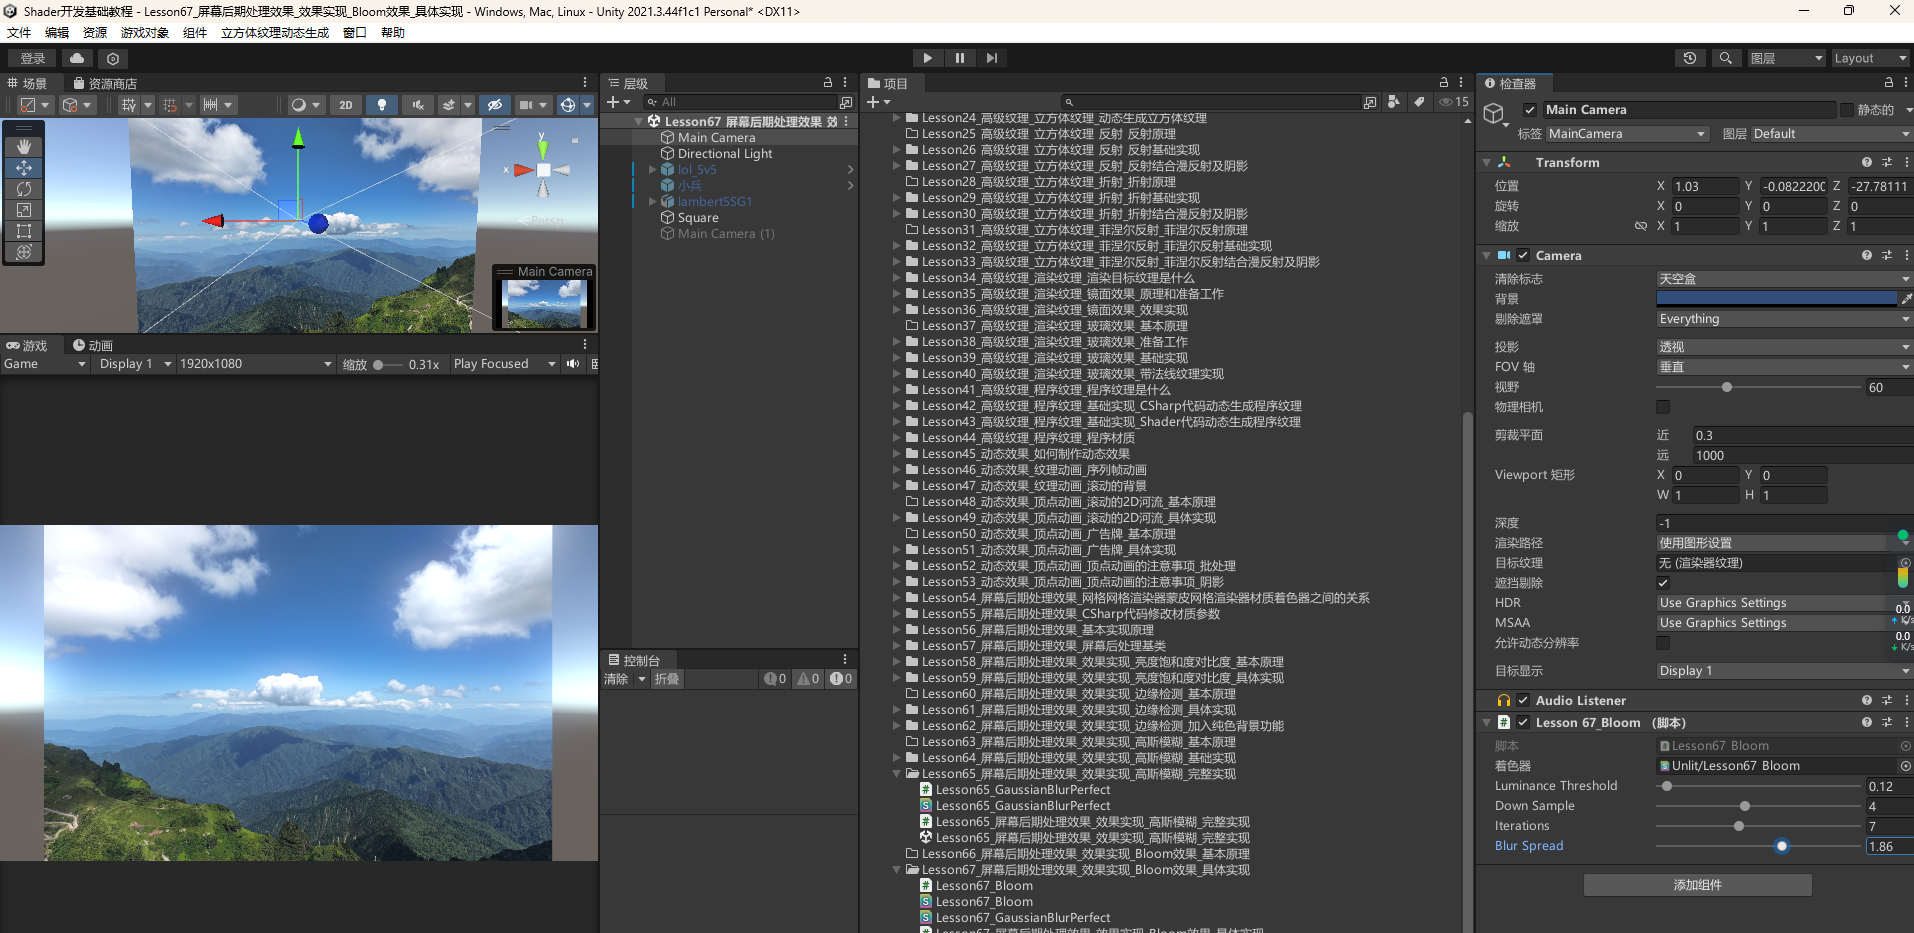 Shader开发基础教程 - Lesson67_屏幕后期处理效果_效果实现_Bloom效果_具体实现 - Windows, Mac, Linux - Unity 2021.3.44f1c1 Personal* <DX11>
文件 编辑 资源 游戏对象 组件 立方体纹理动态生成 窗口 帮助
登录
图层
Layout
场景 资源商店
2D
y
x
Persp
Main Camera
游戏 动画
Game Display 1 1920x1080 缩放 0.31x Play Focused
层级
All
Lesson67_屏幕后期处理效果_效
Main Camera
Directional Light
lol_5v5
小兵
lambert5SG1
Square
Main Camera (1)
控制台
清除 折叠 0 0 0
项目
15
Lesson24_高级纹理_立方体纹理_动态生成立方体纹理
Lesson25_高级纹理_立方体纹理_反射_反射原理
Lesson26_高级纹理_立方体纹理_反射_反射基础实现
Lesson27_高级纹理_立方体纹理_反射_反射结合漫反射及阴影
Lesson28_高级纹理_立方体纹理_折射_折射原理
Lesson29_高级纹理_立方体纹理_折射_折射基础实现
Lesson30_高级纹理_立方体纹理_折射_折射结合漫反射及阴影
Lesson31_高级纹理_立方体纹理_菲涅尔反射_菲涅尔反射原理
Lesson32_高级纹理_立方体纹理_菲涅尔反射_菲涅尔反射基础实现
Lesson33_高级纹理_立方体纹理_菲涅尔反射_菲涅尔反射结合漫反射及阴影
Lesson34_高级纹理_渲染纹理_渲染目标纹理是什么
Lesson35_高级纹理_渲染纹理_镜面效果_原理和准备工作
Lesson36_高级纹理_渲染纹理_镜面效果_效果实现
Lesson37_高级纹理_渲染纹理_玻璃效果_基本原理
Lesson38_高级纹理_渲染纹理_玻璃效果_准备工作
Lesson39_高级纹理_渲染纹理_玻璃效果_基础实现
Lesson40_高级纹理_渲染纹理_玻璃效果_带法线纹理实现
Lesson41_高级纹理_程序纹理_程序纹理是什么
Lesson42_高级纹理_程序纹理_基础实现_CSharp代码动态生成程序纹理
Lesson43_高级纹理_程序纹理_基础实现_Shader代码动态生成程序纹理
Lesson44_高级纹理_程序纹理_程序材质
Lesson45_动态效果_如何制作动态效果
Lesson46_动态效果_纹理动画_序列帧动画
Lesson47_动态效果_纹理动画_滚动的背景
Lesson48_动态效果_顶点动画_滚动的2D河流_基本原理
Lesson49_动态效果_顶点动画_滚动的2D河流_具体实现
Lesson50_动态效果_顶点动画_广告牌_基本原理
Lesson51_动态效果_顶点动画_广告牌_具体实现
Lesson52_动态效果_顶点动画_顶点动画的注意事项_批处理
Lesson53_动态效果_顶点动画_顶点动画的注意事项_阴影
Lesson54_屏幕后期处理效果_网格网格渲染器蒙皮网格渲染器材质着色器之间的关系
Lesson55_屏幕后期处理效果_CSharp代码修改材质参数
Lesson56_屏幕后期处理效果_基本实现原理
Lesson57_屏幕后期处理效果_屏幕后处理基类
Lesson58_屏幕后期处理效果_效果实现_亮度饱和度对比度_基本原理
Lesson59_屏幕后期处理效果_效果实现_亮度饱和度对比度_具体实现
Lesson60_屏幕后期处理效果_效果实现_边缘检测_基本原理
Lesson61_屏幕后期处理效果_效果实现_边缘检测_具体实现
Lesson62_屏幕后期处理效果_效果实现_边缘检测_加入纯色背景功能
Lesson63_屏幕后期处理效果_效果实现_高斯模糊_基本原理
Lesson64_屏幕后期处理效果_效果实现_高斯模糊_基础实现
Lesson65_屏幕后期处理效果_效果实现_高斯模糊_完整实现
Lesson65_GaussianBlurPerfect
Lesson65_GaussianBlurPerfect
Lesson65_屏幕后期处理效果_效果实现_高斯模糊_完整实现
Lesson65_屏幕后期处理效果_效果实现_高斯模糊_完整实现
Lesson66_屏幕后期处理效果_效果实现_Bloom效果_基本原理
Lesson67_屏幕后期处理效果_效果实现_Bloom效果_具体实现
Lesson67_Bloom
Lesson67_Bloom
Lesson67_GaussianBlurPerfect
Lesson67_屏幕后期处理效果_效果实现_Bloom效果_具体实现
检查器
Main Camera 静态的
标签 MainCamera 图层 Default
Transform
位置 X 1.03 Y -0.0822200 Z -27.78111
旋转 X 0 Y 0 Z 0
缩放 X 1 Y 1 Z 1
Camera
清除标志 天空盒
背景
剔除遮罩 Everything
投影 透视
FOV 轴 垂直
视野 60
物理相机
剪裁平面 近 0.3
远 1000
Viewport 矩形 X 0 Y 0
W 1 H 1
深度 -1
渲染路径 使用图形设置
目标纹理 无 (渲染器纹理)
遮挡剔除
HDR Use Graphics Settings
MSAA Use Graphics Settings
允许动态分辨率
目标显示 Display 1
0.0
K/s
0.0
K/s
Audio Listener
Lesson 67_Bloom （脚本）
脚本 Lesson67_Bloom
着色器 Unlit/Lesson67_Bloom
Luminance Threshold 0.12
Down Sample 4
Iterations 7
Blur Spread 1.86
添加组件